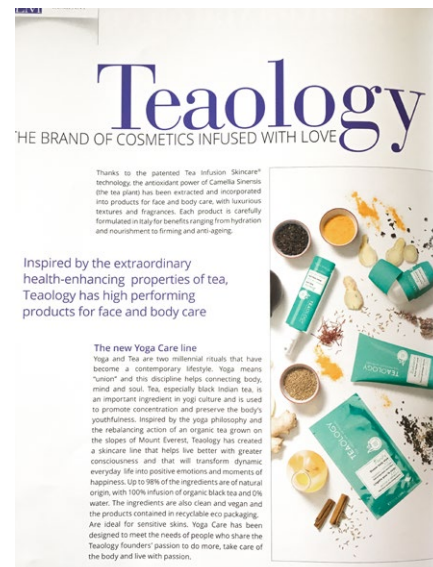 Teaology
THE BRAND OF COSMETICS INFUSED WITH LOVE
Thanks to the patented Tea Infusion Skincare®
technology, the antioxidant power of Camellia Sinensis
(the tea plant) has been extracted and incorporated
into products for face and body care, with luxurious
textures and fragrances. Each product is carefully
formulated in Italy for benefits ranging from hydration
and nourishment to firming and anti-ageing.
Inspired by the extraordinary
health-enhancing properties of tea,
Teaology has high performing
products for face and body care
The new Yoga Care line
Yoga and Tea are two millennial rituals that have
become a contemporary lifestyle. Yoga means
"union" and this discipline helps connecting body,
mind and soul. Tea, especially black Indian tea, is
an important ingredient in yogi culture and is used
to promote concentration and preserve the body's
youthfulness. Inspired by the yoga philosophy and
the rebalancing action of an organic tea grown on
the slopes of Mount Everest, Teaology has created
a skincare line that helps live better with greater
consciousness and that will transform dynamic
everyday life into positive emotions and moments of
happiness. Up to 98% of the ingredients are of natural
origin, with 100% infusion of organic black tea and 0%
water. The ingredients are also clean and vegan and
the products contained in recyclable eco packaging.
Are ideal for sensitive skins. Yoga Care has been
designed to meet the needs of people who share the
Teaology founders' passion to do more, take care of
the body and live with passion.
TEAOLOGY
TEAOLOGY
TEAOLOGY